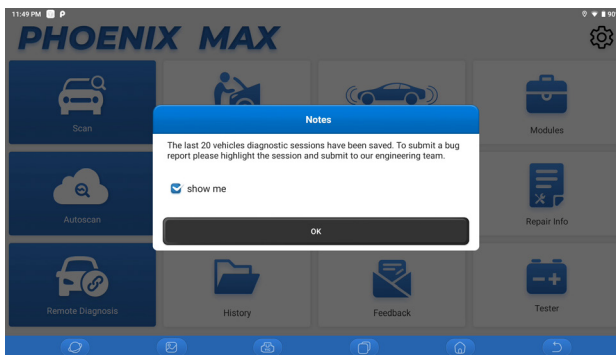 11:49 PM
90%
PHOENIX MAX
Scan
Modules
Notes
The last 20 vehicles diagnostic sessions have been saved. To submit a bug
report please highlight the session and submit to our engineering team.
show me
OK
Autoscan
Repair Info
Remote Diagnosis
History
Feedback
Tester